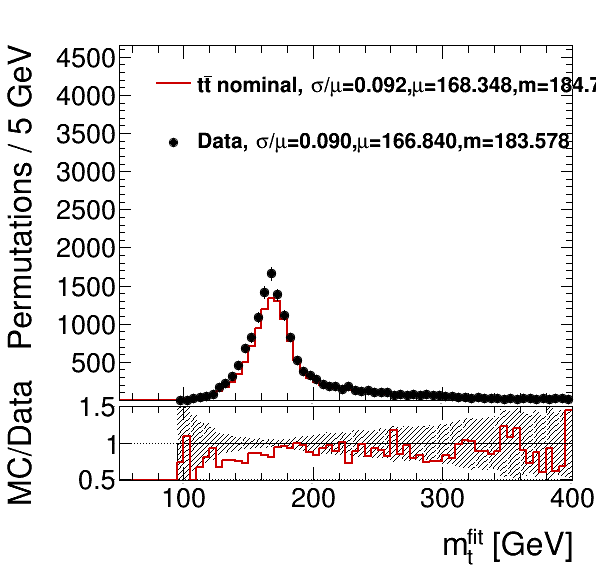 Permutations / 5 GeV
4500
4000
3500
3000
2500
2000
1500
1000
500
tt̄ nominal, σ/μ=0.092,μ=168.348,m=184.7
Data, σ/μ=0.090,μ=166.840,m=183.578
MC/Data
1.5
1
0.5
100 200 300 400
m_t^fit [GeV]